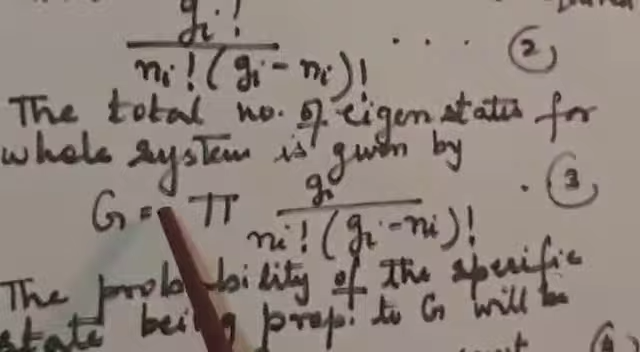 gi!
ni!(gi-ni)! .... (2)
The total no. of eigen states for
whole system is given by
G = π gi / ni!(gi-ni)! . (3)
The probability of the specific
state being prop. to G will be